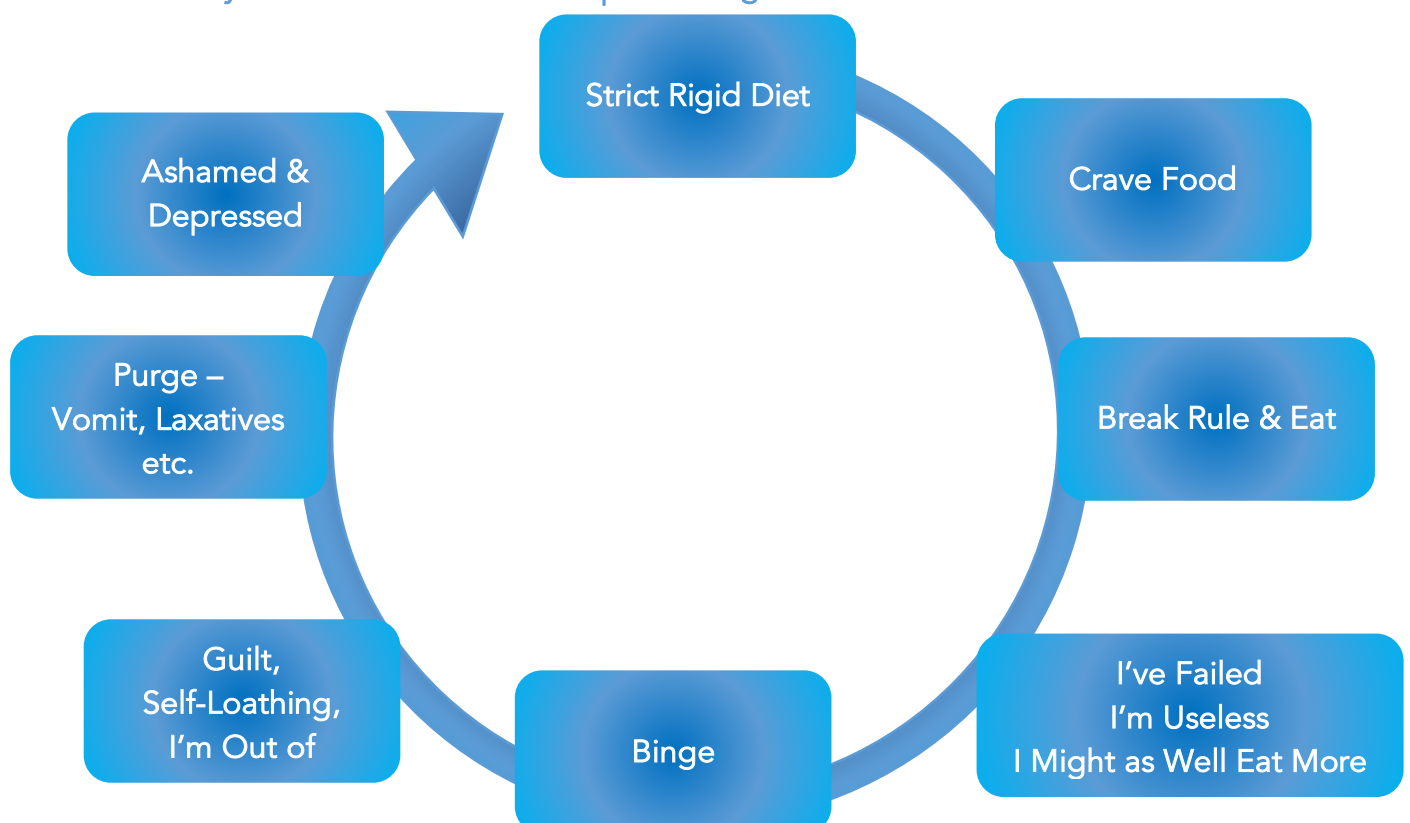 Strict Rigid Diet
Crave Food
Break Rule & Eat
I've Failed
I'm Useless
I Might as Well Eat More
Binge
Guilt,
Self-Loathing,
I'm Out of
Purge –
Vomit, Laxatives
etc.
Ashamed &
Depressed